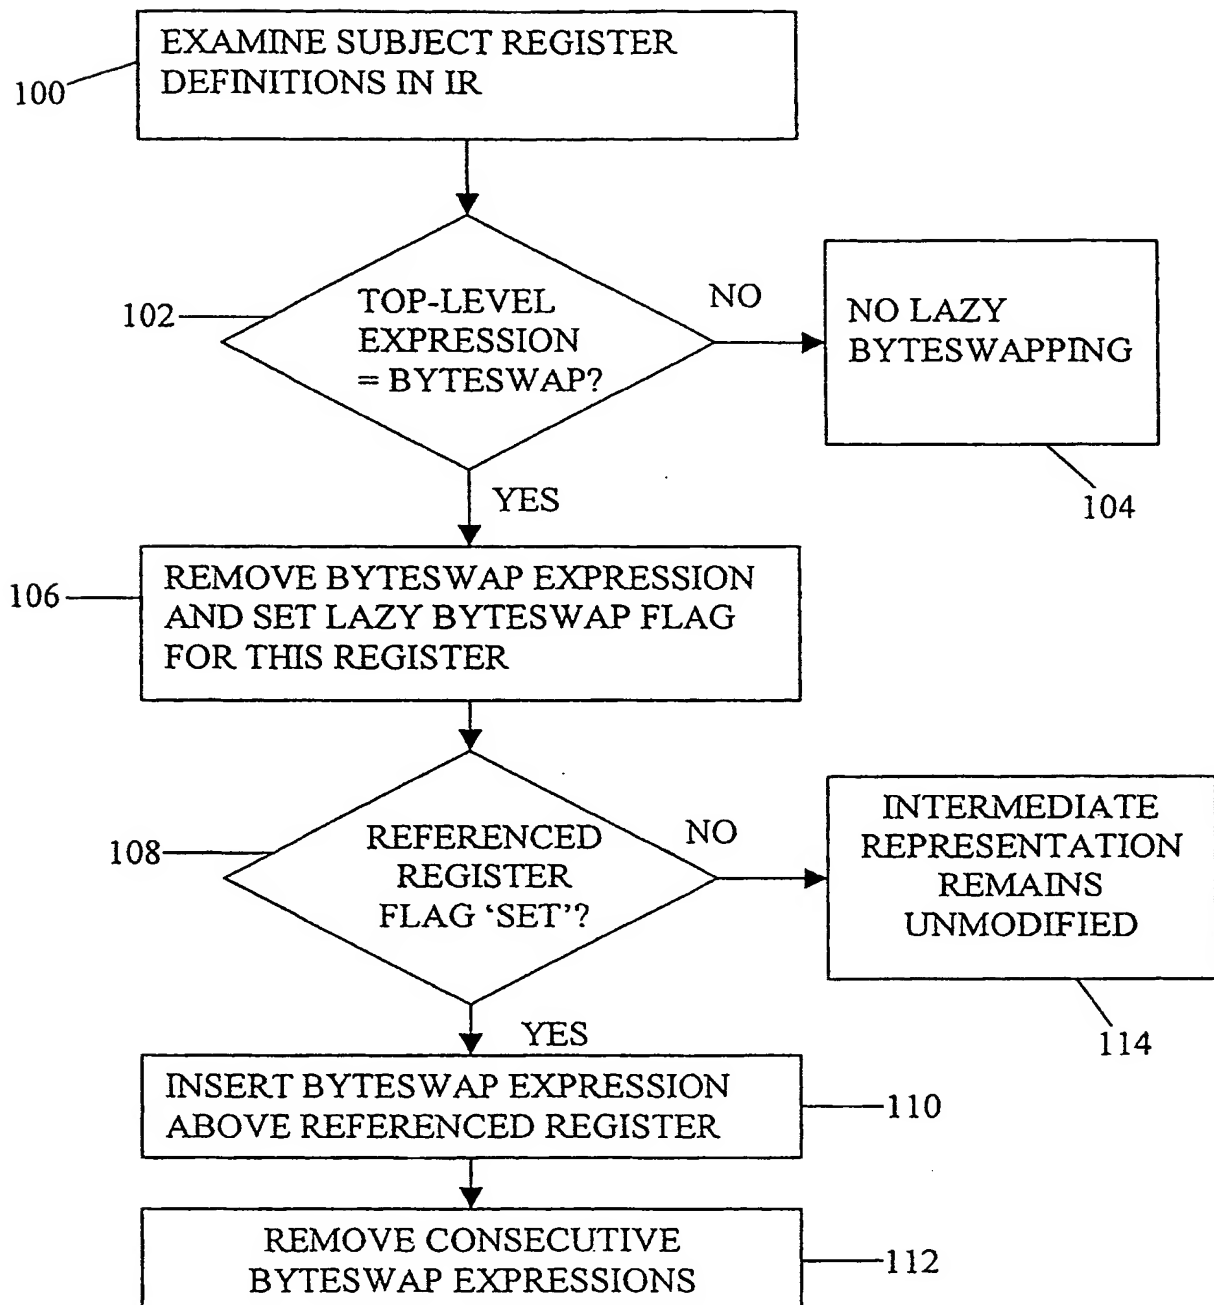 EXAMINE SUBJECT REGISTER
DEFINITIONS IN IR
100
102
TOP-LEVEL
EXPRESSION
= BYTESWAP?
NO
NO LAZY
BYTESWAPPING
104
YES
106
REMOVE BYTESWAP EXPRESSION
AND SET LAZY BYTESWAP FLAG
FOR THIS REGISTER
108
REFERENCED
REGISTER
FLAG ‘SET’?
NO
INTERMEDIATE
REPRESENTATION
REMAINS
UNMODIFIED
114
YES
INSERT BYTESWAP EXPRESSION
ABOVE REFERENCED REGISTER
110
REMOVE CONSECUTIVE
BYTESWAP EXPRESSIONS
112